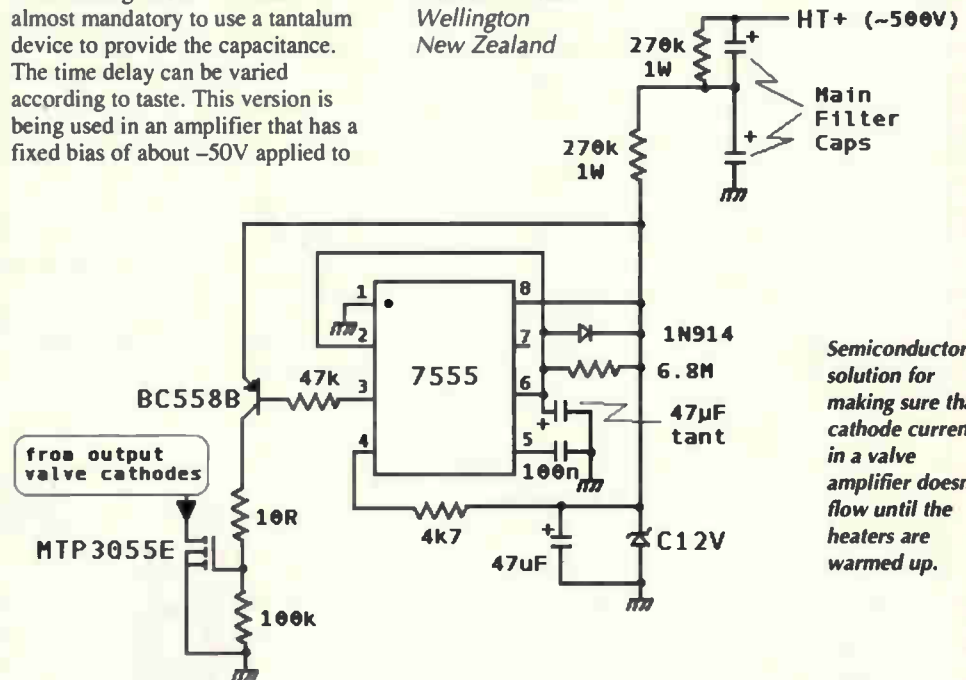 almost mandatory to use a tantalum
device to provide the capacitance.
The time delay can be varied
according to taste. This version is
being used in an amplifier that has a
fixed bias of about –50V applied to
Wellington
New Zealand
HT+ (~500V)
270k
1W
+
Main
Filter
Caps
+
270k
1W
1
8
2
7
1N914
7555
6.8M
BC558B
47k
3
6
47µF
tant
+
4
5
100n
from output
valve cathodes
10R
MTP3055E
4k7
+
47uF
C12V
100k
Semiconductor
solution for
making sure
cathode
in a valve
amplifier
flow until the
heaters are
warmed up.